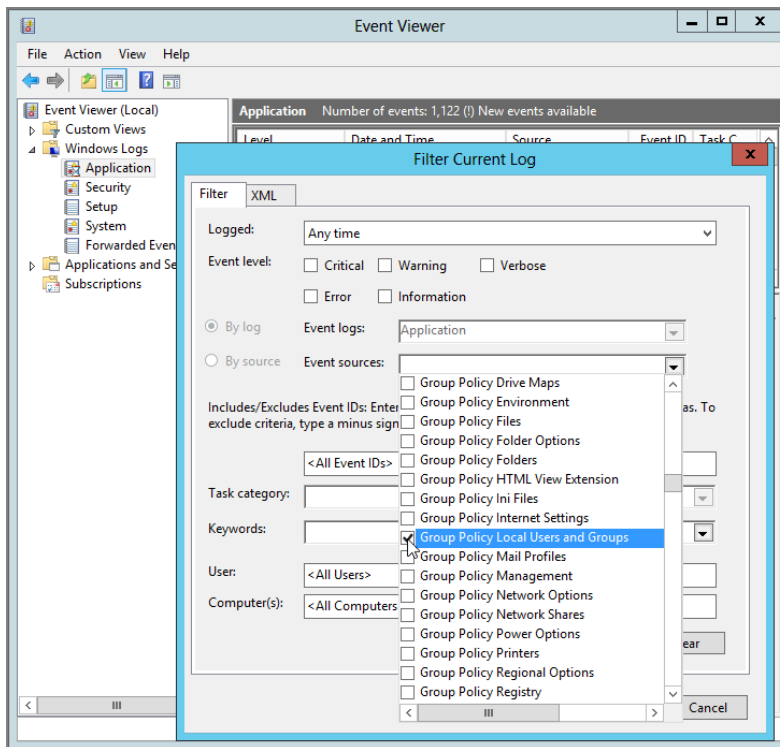 Event Viewer
File Action View Help
Event Viewer (Local)
Custom Views
Windows Logs
Application
Security
Setup
System
Forwarded Even
Applications and Se
Subscriptions
Application Number of events: 1,122 (!) New events available
Level Date and Time Source Event ID Task C
Filter Current Log
Filter XML
Logged: Any time
Event level: Critical Warning Verbose
Error Information
By log Event logs: Application
By source Event sources:
Includes/Excludes Event IDs: Enter as. To
exclude criteria, type a minus sign
<All Event IDs>
Task category:
Keywords:
User: <All Users>
Computer(s): <All Computers
Group Policy Drive Maps
Group Policy Environment
Group Policy Files
Group Policy Folder Options
Group Policy Folders
Group Policy HTML View Extension
Group Policy Ini Files
Group Policy Internet Settings
Group Policy Local Users and Groups
Group Policy Mail Profiles
Group Policy Management
Group Policy Network Options
Group Policy Network Shares
Group Policy Power Options
Group Policy Printers
Group Policy Regional Options
Group Policy Registry
ear
Cancel